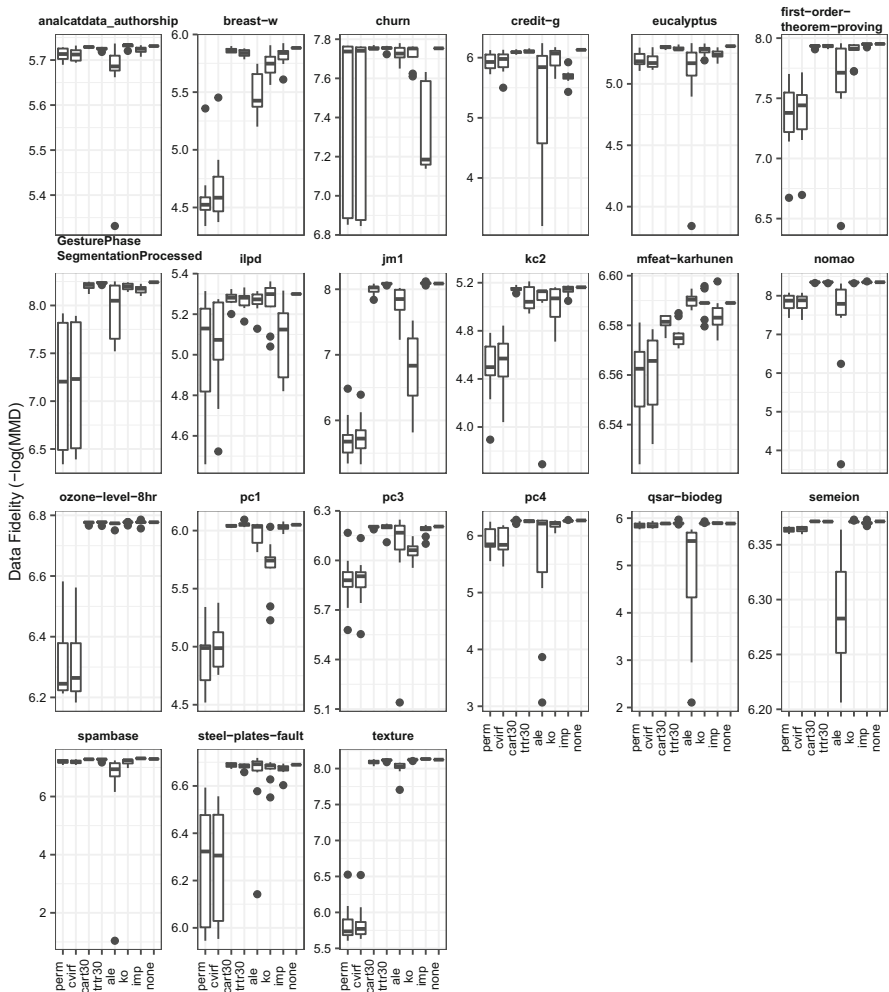 analcatdata_authorship breast-w churn credit-g eucalyptus first-order-
theorem-proving
5.7 5.6 5.5 5.4
6.0 5.5 5.0 4.5
7.8 7.6 7.4 7.2 7.0 6.8
6 5 4
5.0 4.5 4.0
8.0 7.5 7.0 6.5
GesturePhase
SegmentationProcessed ilpd jm1 kc2 mfeat-karhunen nomao
8.0 7.5 7.0 6.5
5.4 5.2 5.0 4.8 4.6
8 7 6
5.2 4.8 4.4 4.0
6.60 6.58 6.56 6.54
8 7 6 5 4
Data Fidelity (−log(MMD)
ozone-level-8hr pc1 pc3 pc4 qsar-biodeg semeion
6.8 6.6 6.4 6.2
6.0 5.5 5.0 4.5
6.3 6.0 5.7 5.4 5.1
6 5 4 3
6 5 4 3 2
6.35 6.30 6.25 6.20
perm cvirf cart30 trtr30 ale ko imp none
perm cvirf cart30 trtr30 ale ko imp none
perm cvirf cart30 trtr30 ale ko imp none
spambase steel-plates-fault texture
6 4 2
6.6 6.4 6.2 6.0
8.0 7.5 7.0 6.5 6.0 5.5
perm cvirf cart30 trtr30 ale ko imp none
perm cvirf cart30 trtr30 ale ko imp none
perm cvirf cart30 trtr30 ale ko imp none